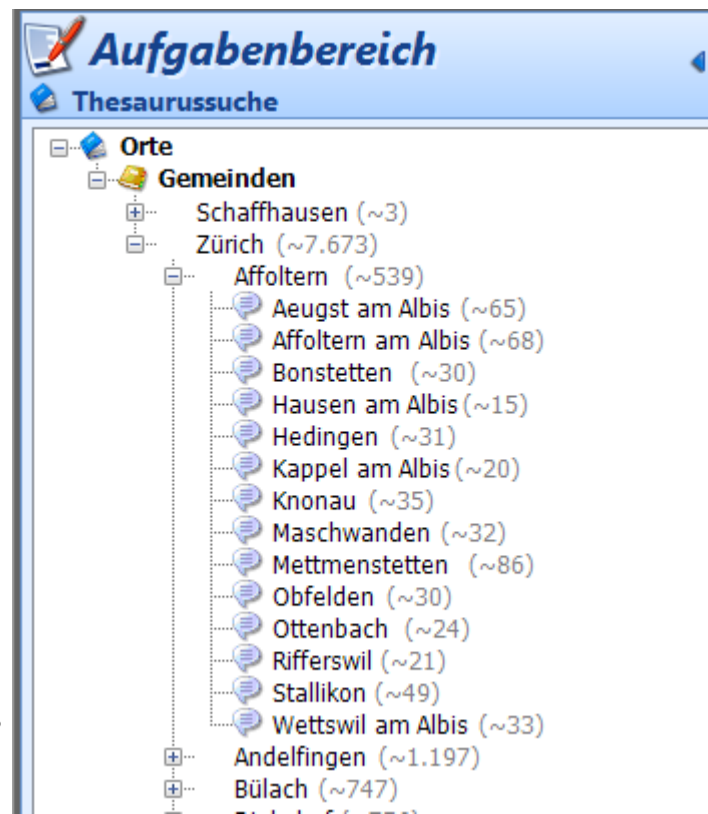 Aufgabenbereich
Thesaurussuche
Orte
Gemeinden
Schaffhausen (~3)
Zürich (~7.673)
Affoltern (~539)
Aeugst am Albis (~65)
Affoltern am Albis (~68)
Bonstetten (~30)
Hausen am Albis (~15)
Hedingen (~31)
Kappel am Albis (~20)
Knonau (~35)
Maschwanden (~32)
Mettmenstetten (~86)
Obfelden (~30)
Ottenbach (~24)
Rifferswil (~21)
Stallikon (~49)
Wettswil am Albis (~33)
Andelfingen (~1.197)
Bülach (~747)